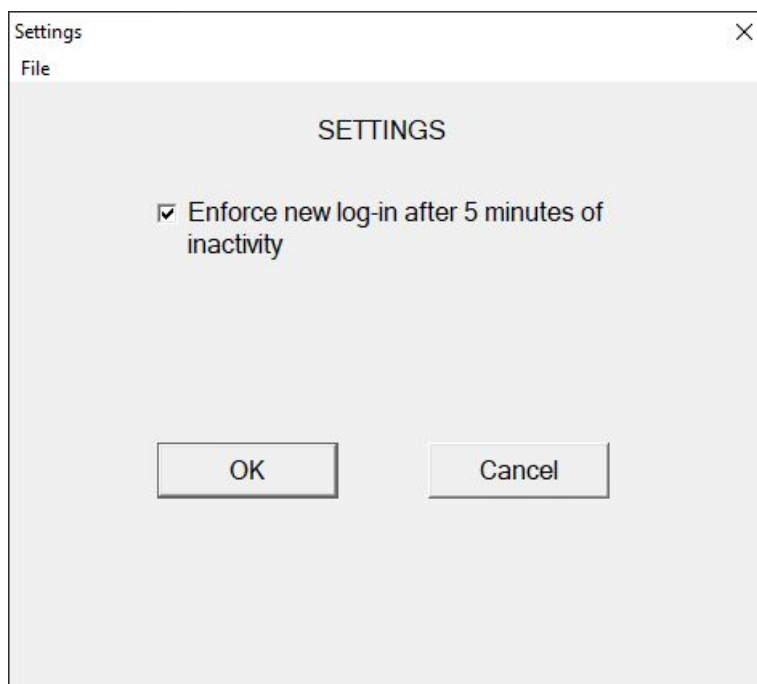 Settings
File
SETTINGS
Enforce new log-in after 5 minutes of
inactivity
OK
Cancel